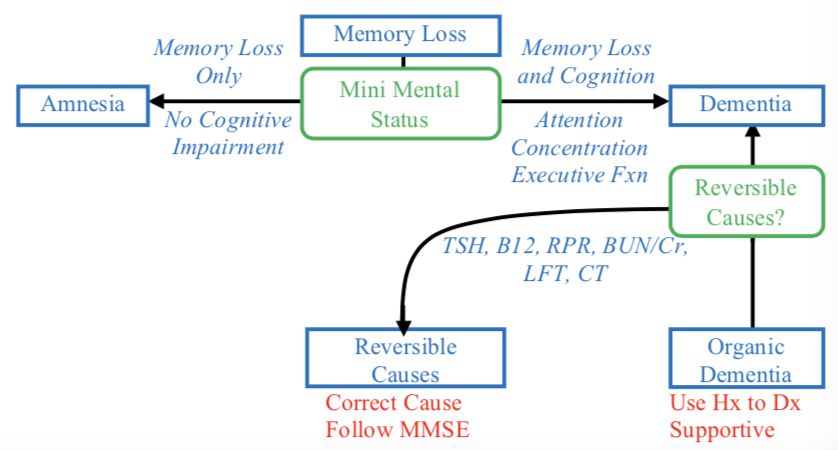 Memory Loss
Memory Loss
Only
Memory Loss
and Cognition
Mini Mental
Status
Amnesia
Dementia
No Cognitive
Impairment
Attention
Concentration
Executive Fxn
Reversible
Causes?
TSH, B12, RPR, BUN/Cr,
LFT, CT
Reversible
Causes
Correct Cause
Follow MMSE
Organic
Dementia
Use Hx to Dx
Supportive